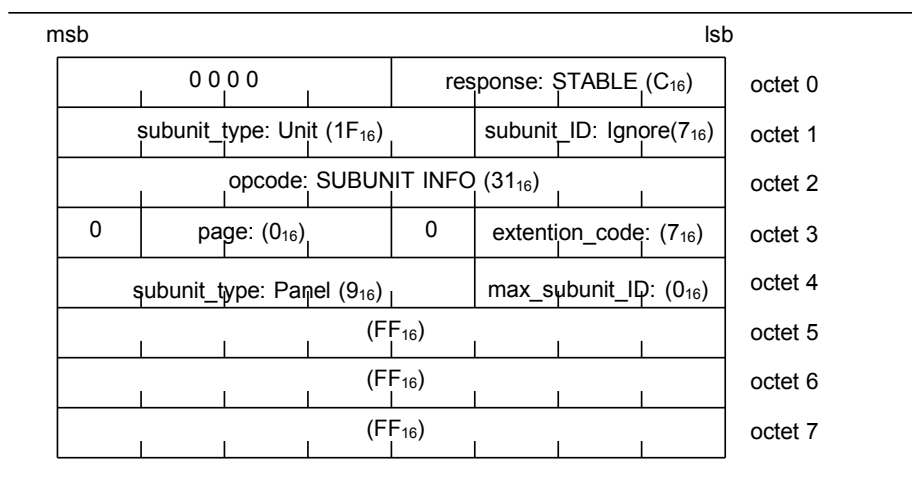 msb lsb
0 0 0 0 response: STABLE (C16) octet 0
subunit_type: Unit (1F16) subunit_ID: Ignore(716) octet 1
opcode: SUBUNIT INFO (3116) octet 2
0 page: (016) 0 extention_code: (716) octet 3
subunit_type: Panel (916) max_subunit_ID: (016) octet 4
(FF16) octet 5
(FF16) octet 6
(FF16) octet 7